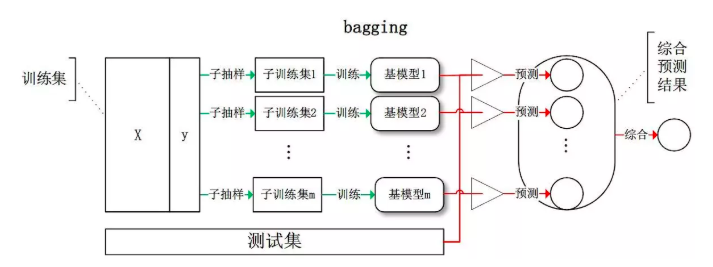 bagging
训练集
X
y
子抽样
子训练集1
训练
基模型1
预测
子抽样
子训练集2
训练
基模型2
预测
⋮
⋮
⋮
子抽样
子训练集m
训练
基模型m
预测
综合
预测
结果
综合
测试集